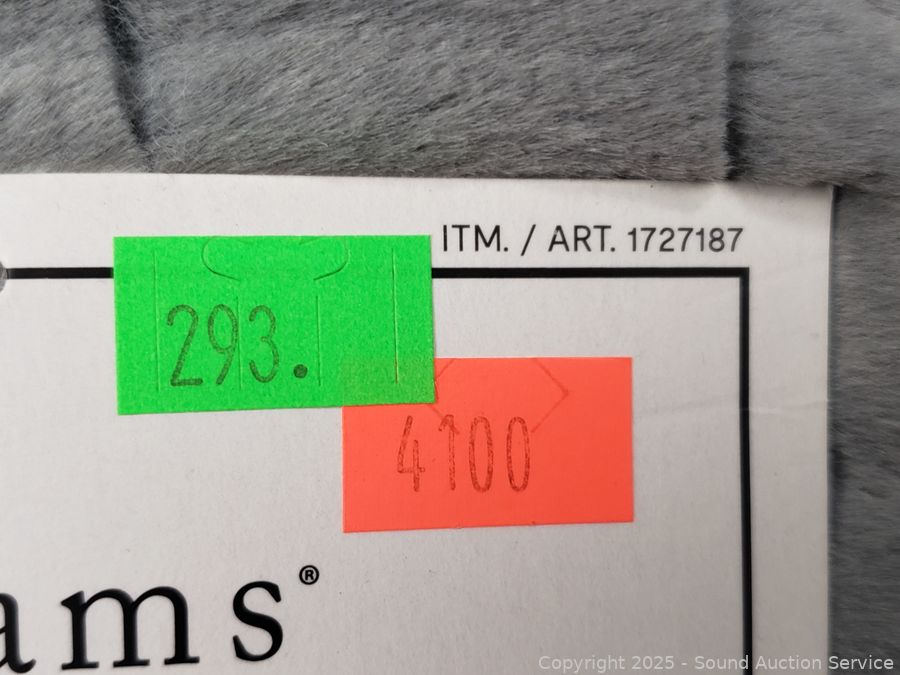 ITM. / ART. 1727187
293.
4100
ams®
Copyright 2025 - Sound Auction Service